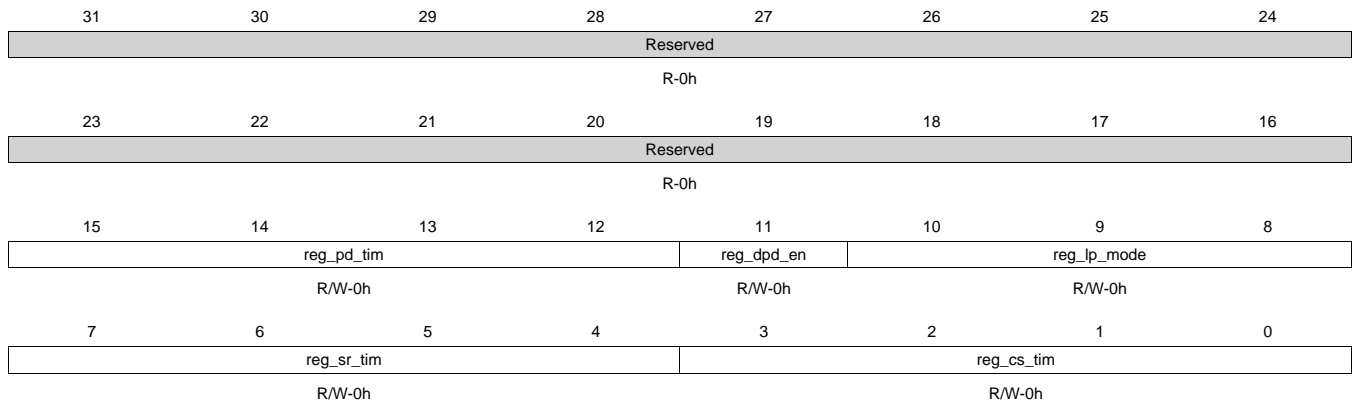 31 30 29 28 27 26 25 24
Reserved
R-0h
23 22 21 20 19 18 17 16
Reserved
R-0h
15 14 13 12 11 10 9 8
reg_pd_tim reg_dpd_en reg_lp_mode
R/W-0h R/W-0h R/W-0h
7 6 5 4 3 2 1 0
reg_sr_tim reg_cs_tim
R/W-0h R/W-0h